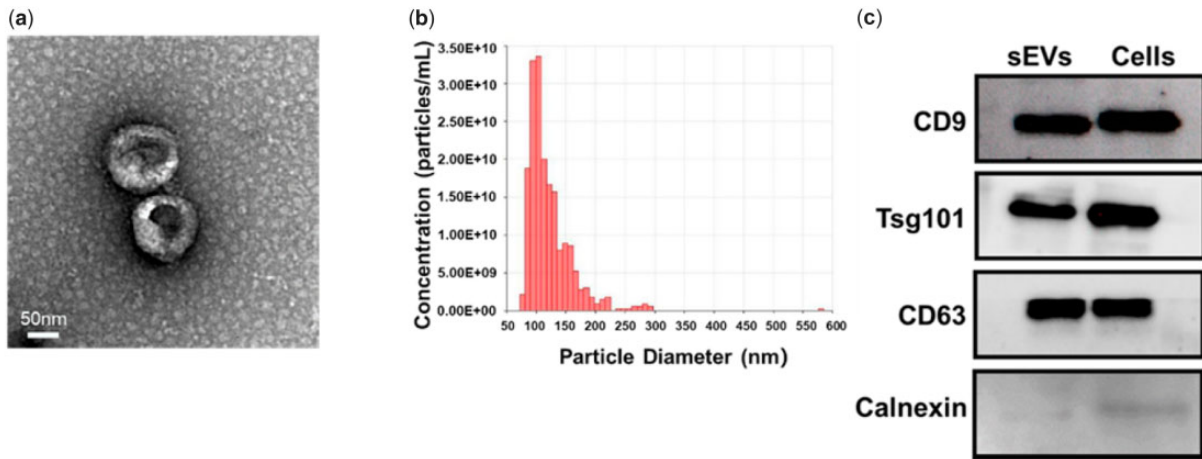 (a)
50nm
(b)
Concentration (particles/mL)
3.50E+10
3.00E+10
2.50E+10
2.00E+10
1.50E+10
1.00E+10
5.00E+09
0.00E+00
50 100 150 200 250 300 350 400 450 500 550 600
Particle Diameter (nm)
(c)
sEVs Cells
CD9
Tsg101
CD63
Calnexin